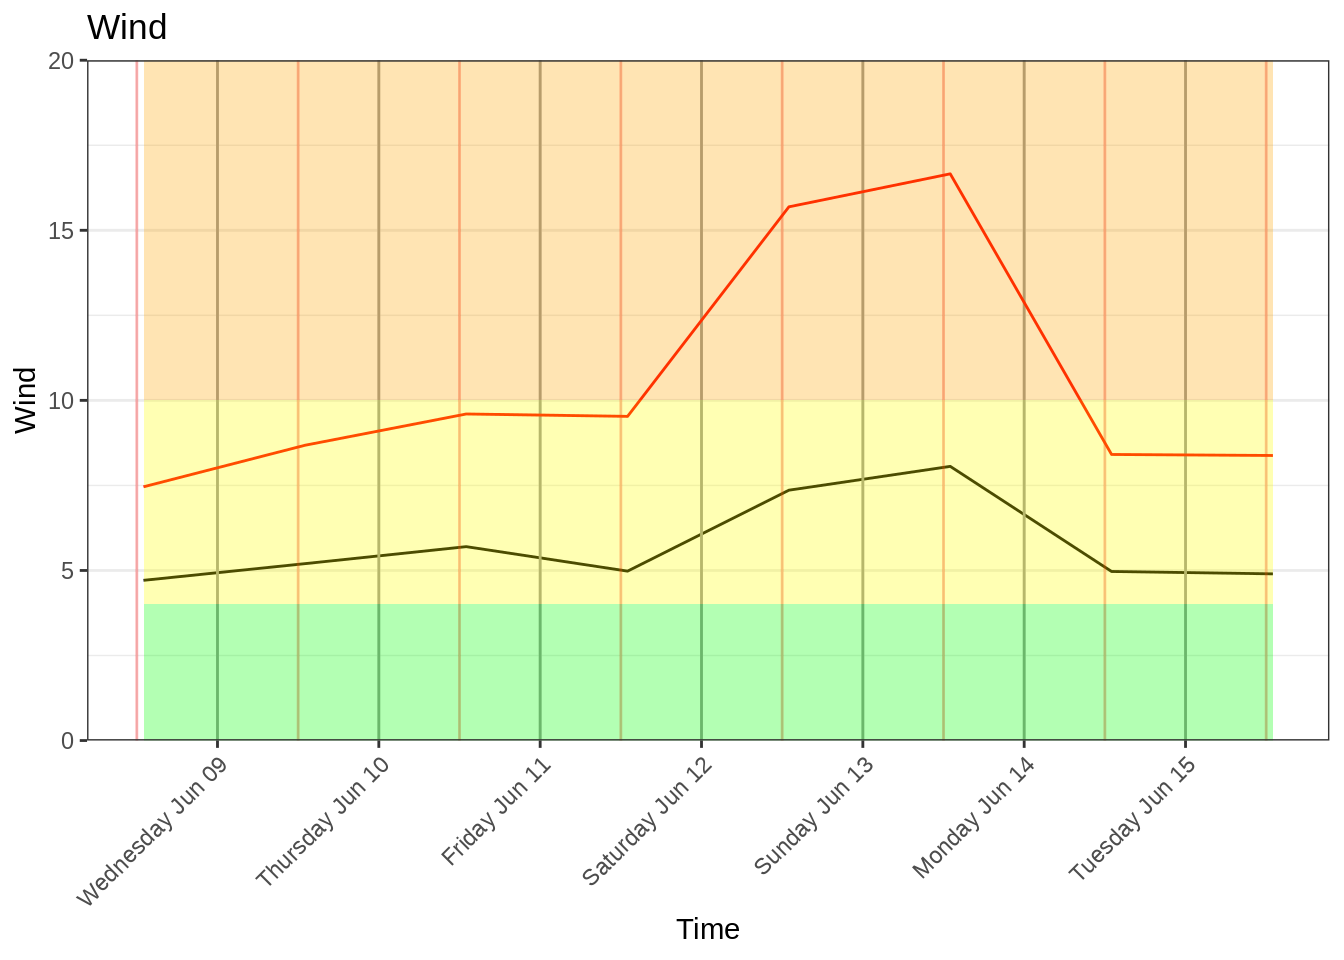 Wind
20
15
10
5
0
Wind
Wednesday Jun 09
Thursday Jun 10
Friday Jun 11
Saturday Jun 12
Sunday Jun 13
Monday Jun 14
Tuesday Jun 15
Time